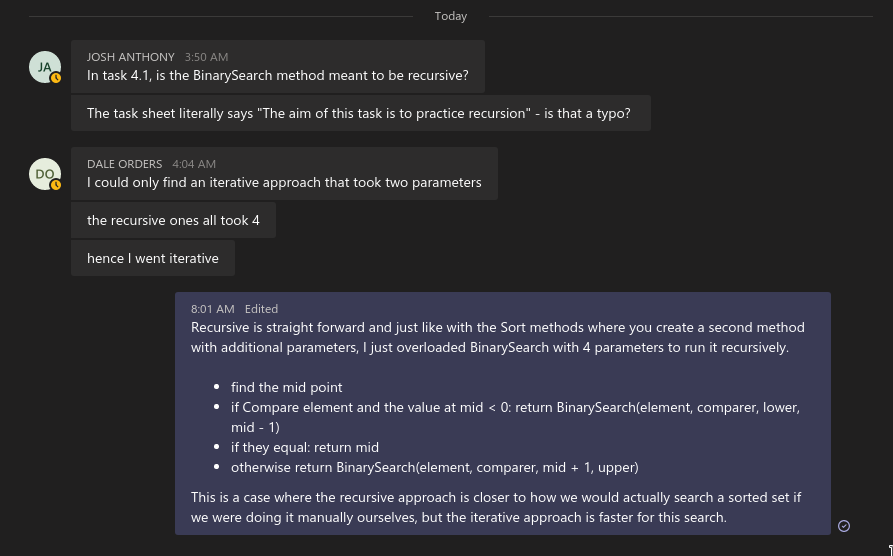 Today
JA
JOSH ANTHONY 3:50 AM
In task 4.1, is the BinarySearch method meant to be recursive?
The task sheet literally says "The aim of this task is to practice recursion" - is that a typo?
DO
DALE ORDERS 4:04 AM
I could only find an iterative approach that took two parameters
the recursive ones all took 4
hence I went iterative
8:01 AM Edited
Recursive is straight forward and just like with the Sort methods where you create a second method
with additional parameters, I just overloaded BinarySearch with 4 parameters to run it recursively.
• find the mid point
• if Compare element and the value at mid < 0: return BinarySearch(element, comparer, lower,
mid - 1)
• if they equal: return mid
• otherwise return BinarySearch(element, comparer, mid + 1, upper)
This is a case where the recursive approach is closer to how we would actually search a sorted set if
we were doing it manually ourselves, but the iterative approach is faster for this search.